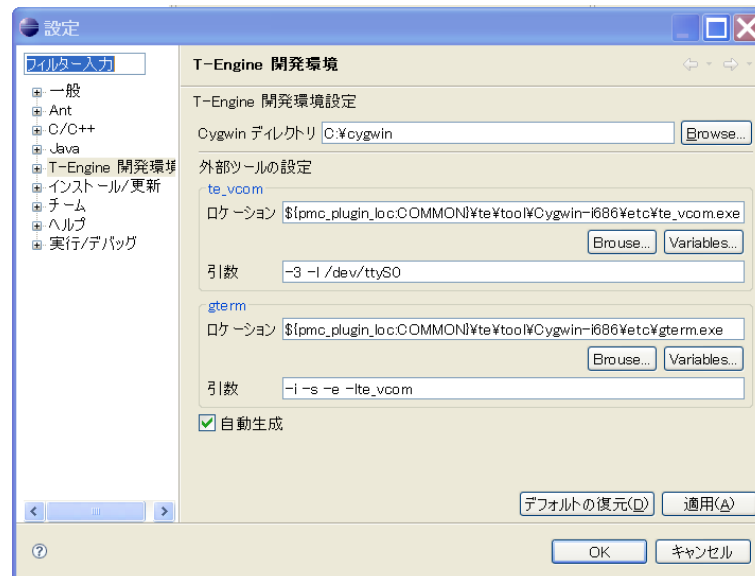 設定
フィルター入力
一般
Ant
C/C++
Java
T-Engine 開発環境
インストール/更新
チーム
ヘルプ
実行/デバッグ
T-Engine 開発環境
T-Engine 開発環境設定
Cygwin ディレクトリ C:¥cygwin Browse...
外部ツールの設定
te_vcom
ロケーション ${pmc_plugin_loc:COMMON}¥te¥tool¥Cygwin-i686¥etc¥te_vcom.exe
Browse... Variables...
引数 -3 -l /dev/ttyS0
gterm
ロケーション ${pmc_plugin_loc:COMMON}¥te¥tool¥Cygwin-i686¥etc¥gterm.exe
Browse... Variables...
引数 -i -s -e -lte_vcom
自動生成
デフォルトの復元(D) 適用(A)
OK キャンセル